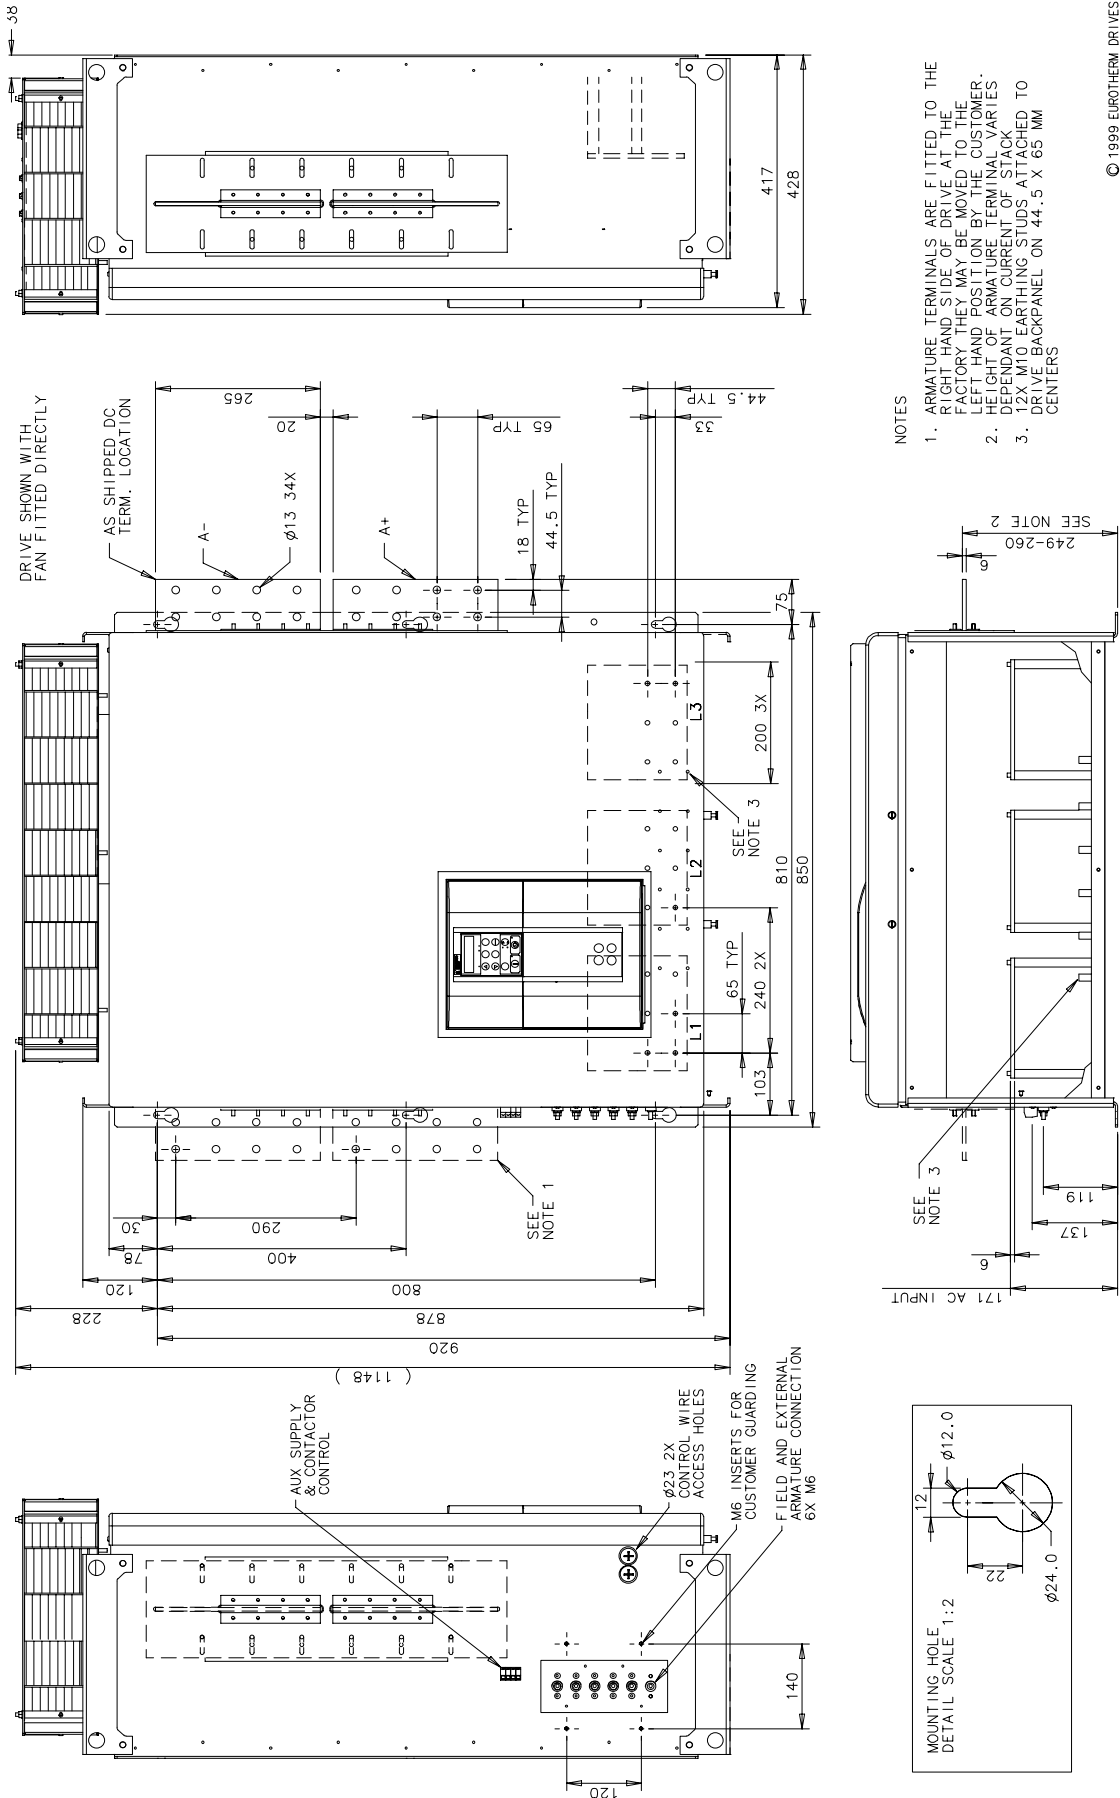 38
417
428
DRIVE SHOWN WITH
FAN FITTED DIRECTLY
AS SHIPPED DC
TERM. LOCATION
A-
Ø13 34X
A+
265
20
65 TYP
44.5 TYP
33
18 TYP
44.5 TYP
75
L3
200 3X
SEE
NOTE 3
L2
810
850
L1
65 TYP
240 2X
103
SEE
NOTE 1
30
290
78
400
120
800
228
878
920
( 1148 )
NOTES
1. ARMATURE TERMINALS ARE FITTED TO THE
RIGHT HAND SIDE OF DRIVE AT THE
FACTORY THEY MAY BE MOVED TO THE
LEFT HAND POSITION BY THE CUSTOMER.
2. HEIGHT OF ARMATURE TERMINAL VARIES
DEPENDANT ON CURRENT OF STACK
3. 12X M10 EARTHING STUDS ATTACHED TO
DRIVE BACKPANEL ON 44.5 X 65 MM
CENTERS
249-260
SEE NOTE 2
6
SEE
NOTE 3
119
137
6
171 AC INPUT
AUX SUPPLY
& CONTACTOR
CONTROL
Ø23 2X
CONTROL WIRE
ACCESS HOLES
M6 INSERTS FOR
CUSTOMER GUARDING
FIELD AND EXTERNAL
ARMATURE CONNECTION
6X M6
140
120
MOUNTING HOLE
DETAIL SCALE 1:2
12
Ø12.0
22
Ø24.0
© 1999 EUROTHERM DRIVES